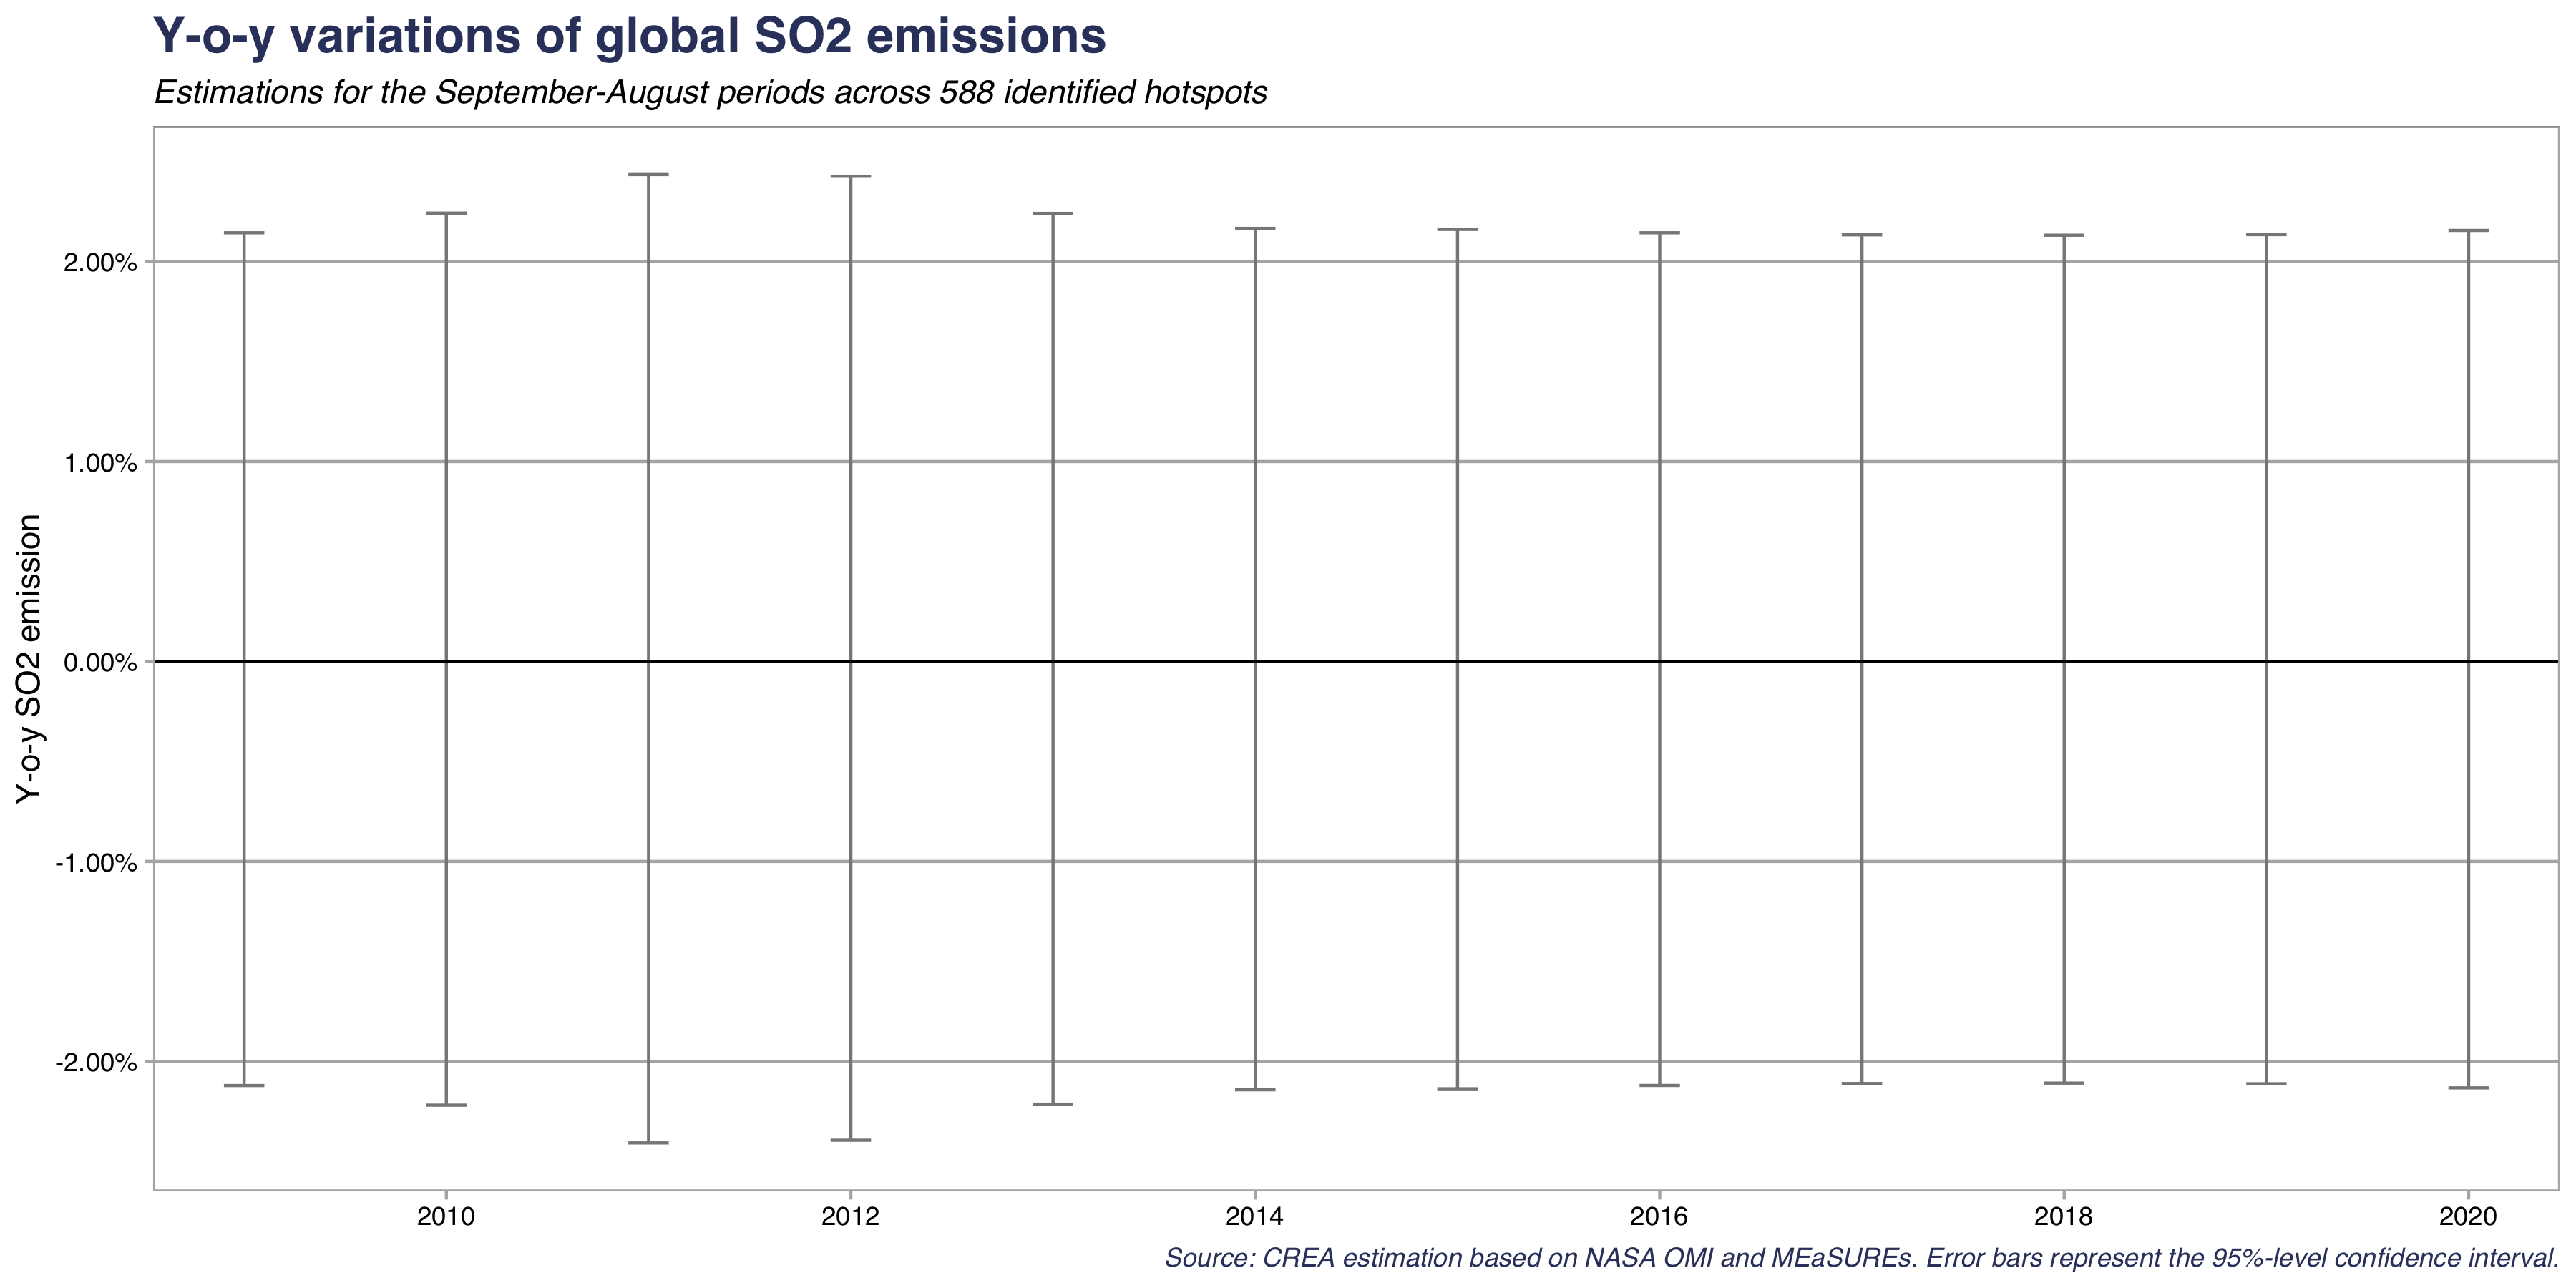 Y-o-y variations of global SO2 emissions
Estimations for the September-August periods across 588 identified hotspots
Y-o-y SO2 emission
2.00%
1.00%
0.00%
-1.00%
-2.00%
2010 2012 2014 2016 2018 2020
Source: CREA estimation based on NASA OMI and MEaSUREs. Error bars represent the 95%-level confidence interval.